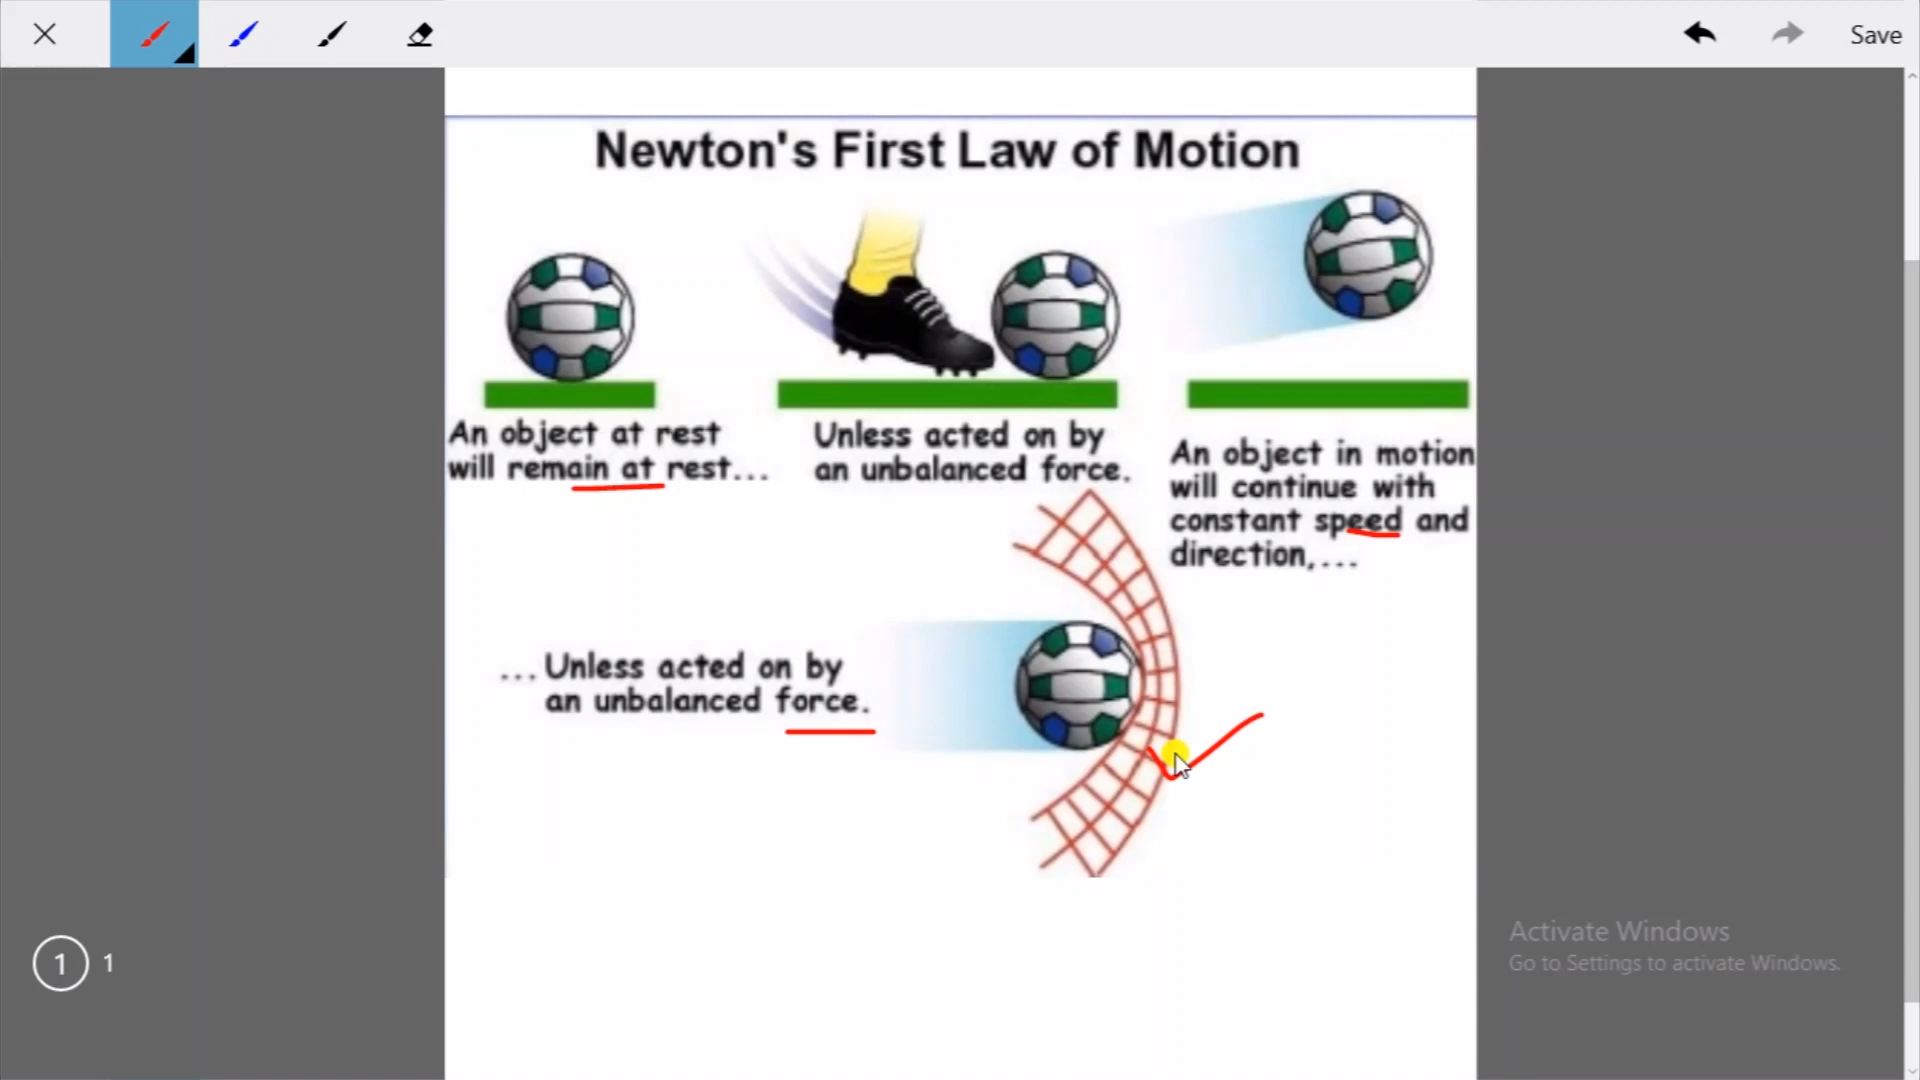 Save
Newton's First Law of Motion
An object at rest
will remain at rest...
Unless acted on by
an unbalanced force.
An object in motion
will continue with
constant speed and
direction,...
...Unless acted on by
an unbalanced force.
1 1
Activate Windows
Go to Settings to activate Windows.